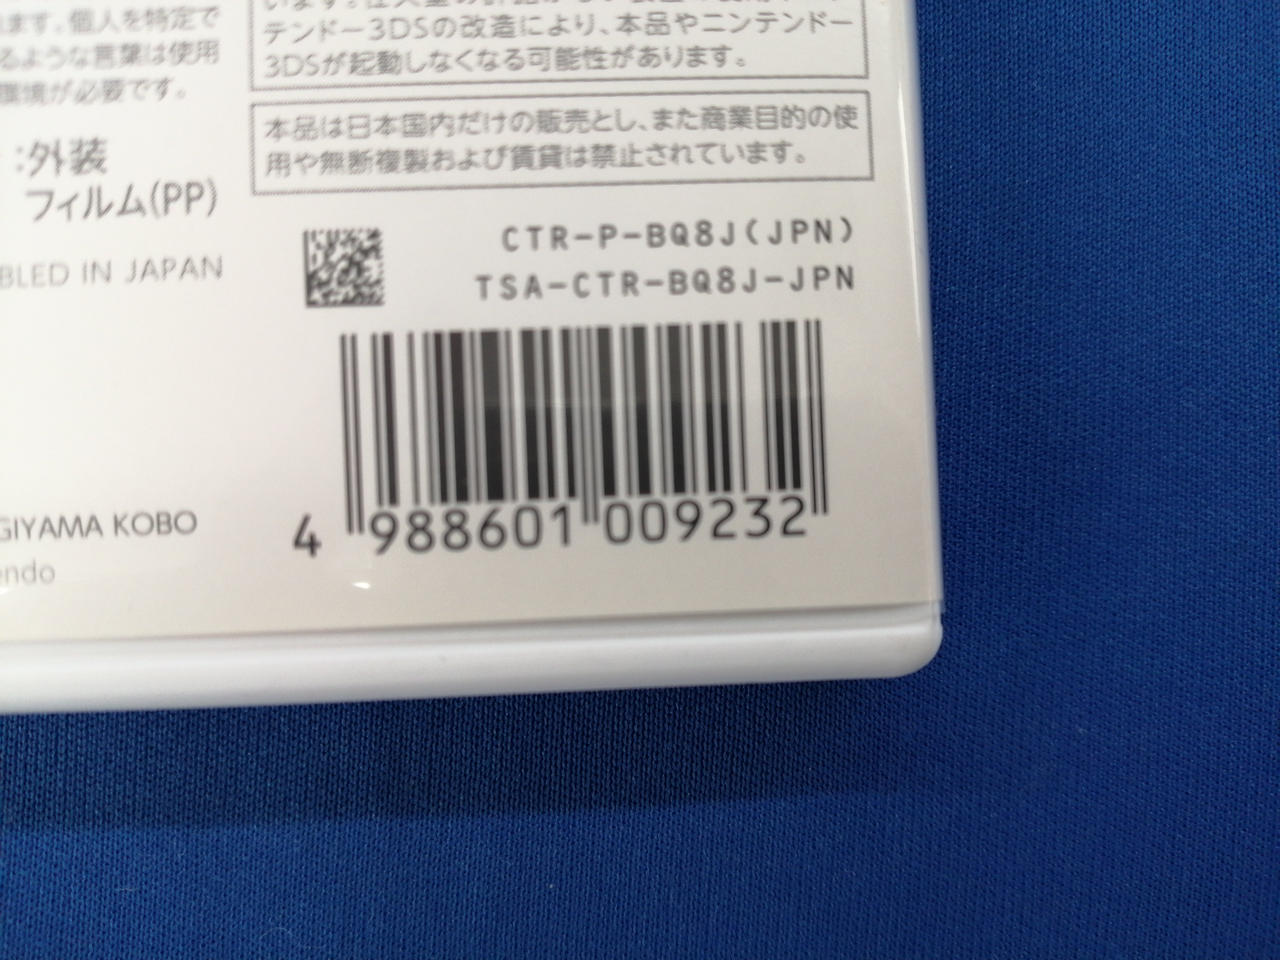 ます。個人を特定で
るような言葉は使用
環境が必要です。
:外装
フィルム(PP)
BLED IN JAPAN
GIYAMA KOBO
endo
テンドー3DSの改造により、本品やニンテンドー
3DSが起動しなくなる可能性があります。
本品は日本国内だけの販売とし、また商業目的の使
用や無断複製および賃貸は禁止されています。
CTR-P-BQ8J(JPN)
TSA-CTR-BQ8J-JPN
4 988601 009232